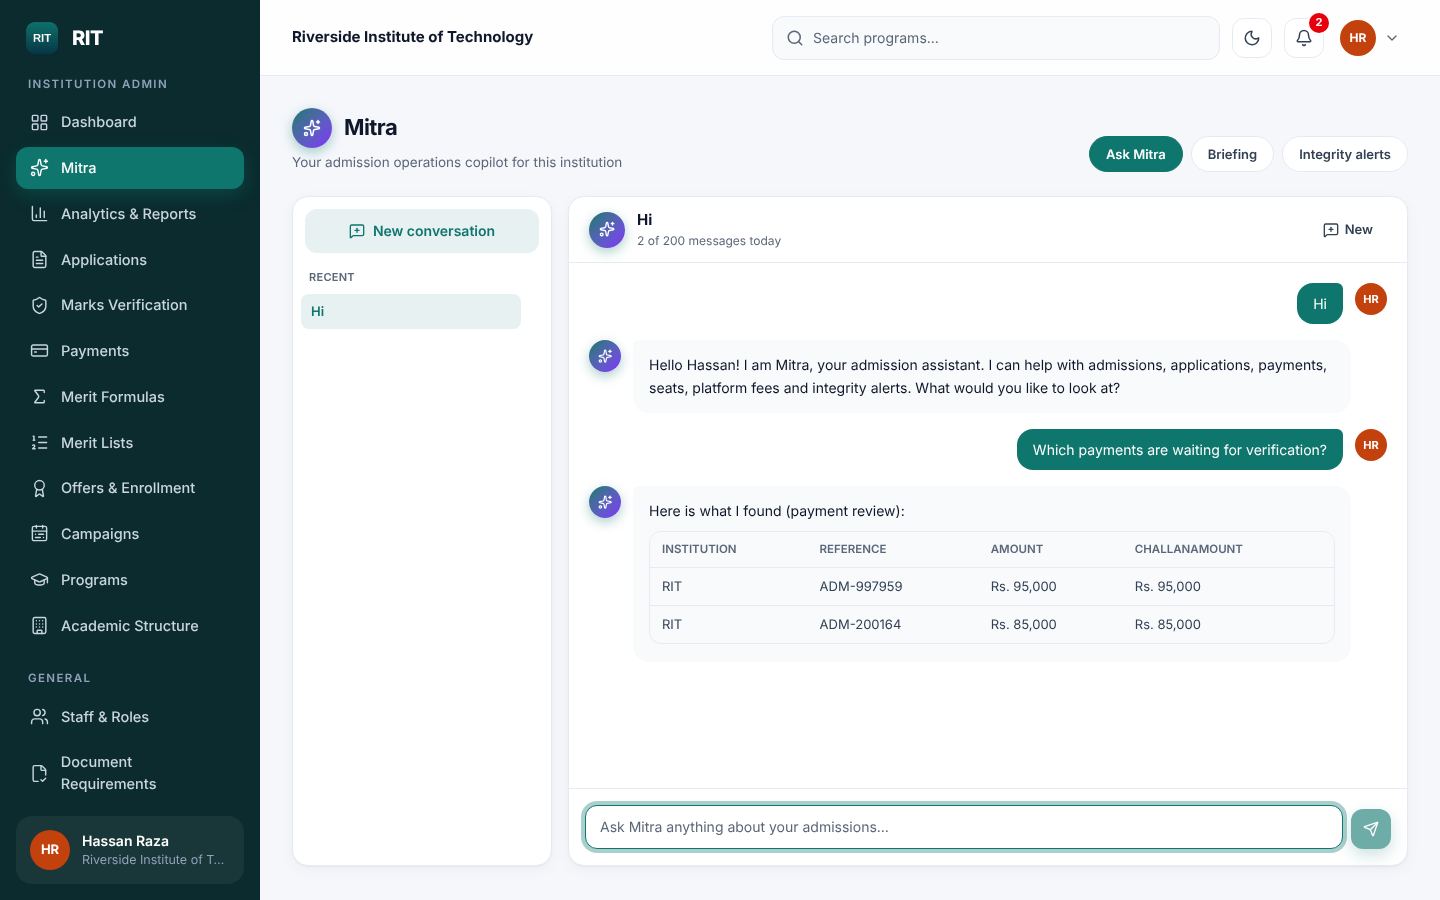 RIT RIT
INSTITUTION ADMIN
Dashboard
Mitra
Analytics & Reports
Applications
Marks Verification
Payments
Merit Formulas
Merit Lists
Offers & Enrollment
Campaigns
Programs
Academic Structure
GENERAL
Staff & Roles
Document
Requirements
HR
Hassan Raza
Riverside Institute of T...
Riverside Institute of Technology
Search programs...
2
HR
Mitra
Your admission operations copilot for this institution
Ask Mitra
Briefing
Integrity alerts
New conversation
RECENT
Hi
Hi
2 of 200 messages today
New
Hi
HR
Hello Hassan! I am Mitra, your admission assistant. I can help with admissions, applications, payments,
seats, platform fees and integrity alerts. What would you like to look at?
Which payments are waiting for verification?
HR
Here is what I found (payment review):
INSTITUTION REFERENCE AMOUNT CHALLANAMOUNT
RIT ADM-997959 Rs. 95,000 Rs. 95,000
RIT ADM-200164 Rs. 85,000 Rs. 85,000
Ask Mitra anything about your admissions...